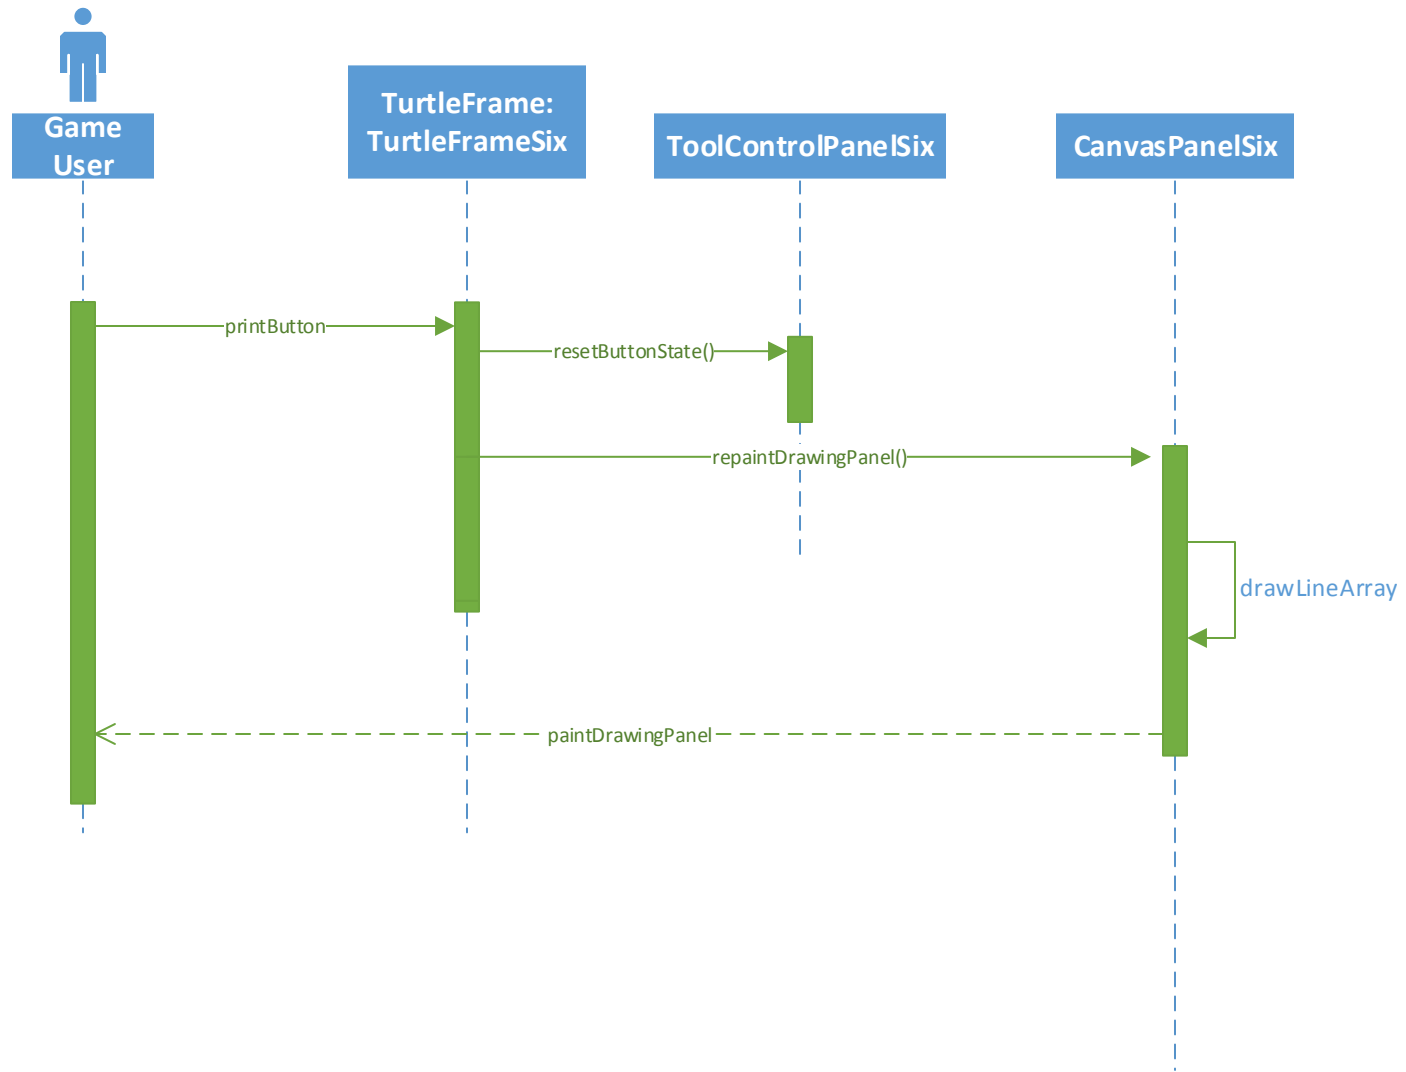 Game
User
TurtleFrame:
TurtleFrameSix
ToolControlPanelSix
CanvasPanelSix
printButton
resetButtonState()
repaintDrawingPanel()
drawLineArray
paintDrawingPanel